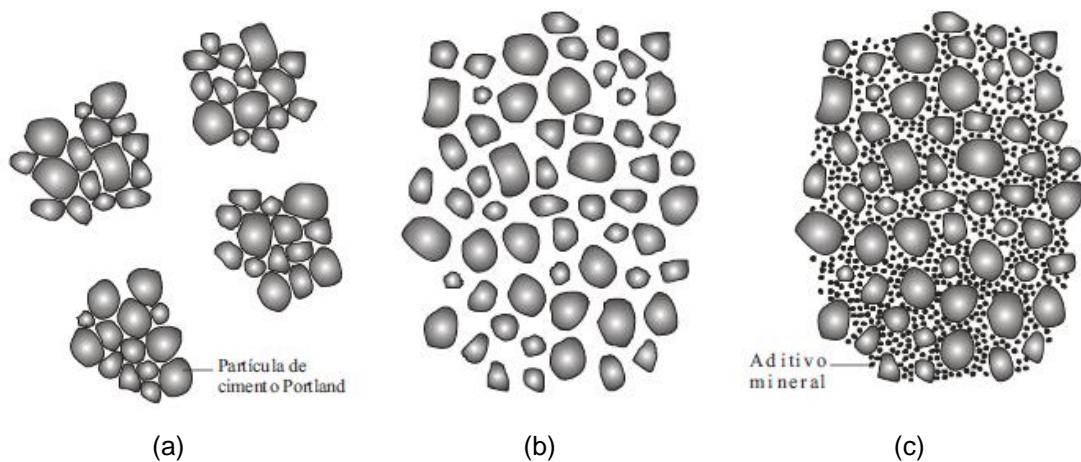 Partícula de
cimento Portland
Aditivo
mineral
(a)
(b)
(c)